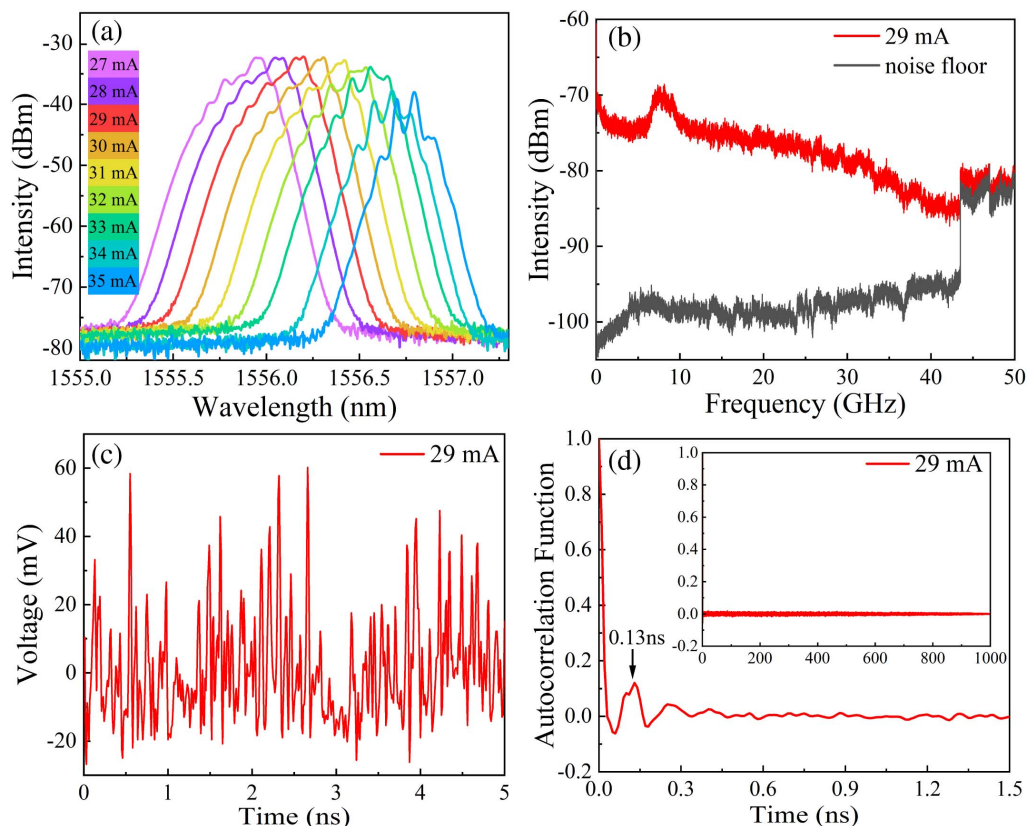 (a)
-30
-40
-50
-60
-70
-80
Intensity (dBm)
27 mA
28 mA
29 mA
30 mA
31 mA
32 mA
33 mA
34 mA
35 mA
1555.0 1555.5 1556.0 1556.5 1557.0
Wavelength (nm)
(b)
29 mA
noise floor
-60
-70
-80
-90
-100
Intensity (dBm)
0 10 20 30 40 50
Frequency (GHz)
(c)
29 mA
60
40
20
0
-20
Voltage (mV)
0 1 2 3 4 5
Time (ns)
(d)
1.0
0.8
0.6
0.4
0.2
0.0
-0.2
Autocorrelation Function
29 mA
1.0
0.8
0.6
0.4
0.2
0.0
-0.2
0 200 400 600 800 1000
0.13ns
0.0 0.3 0.6 0.9 1.2 1.5
Time (ns)